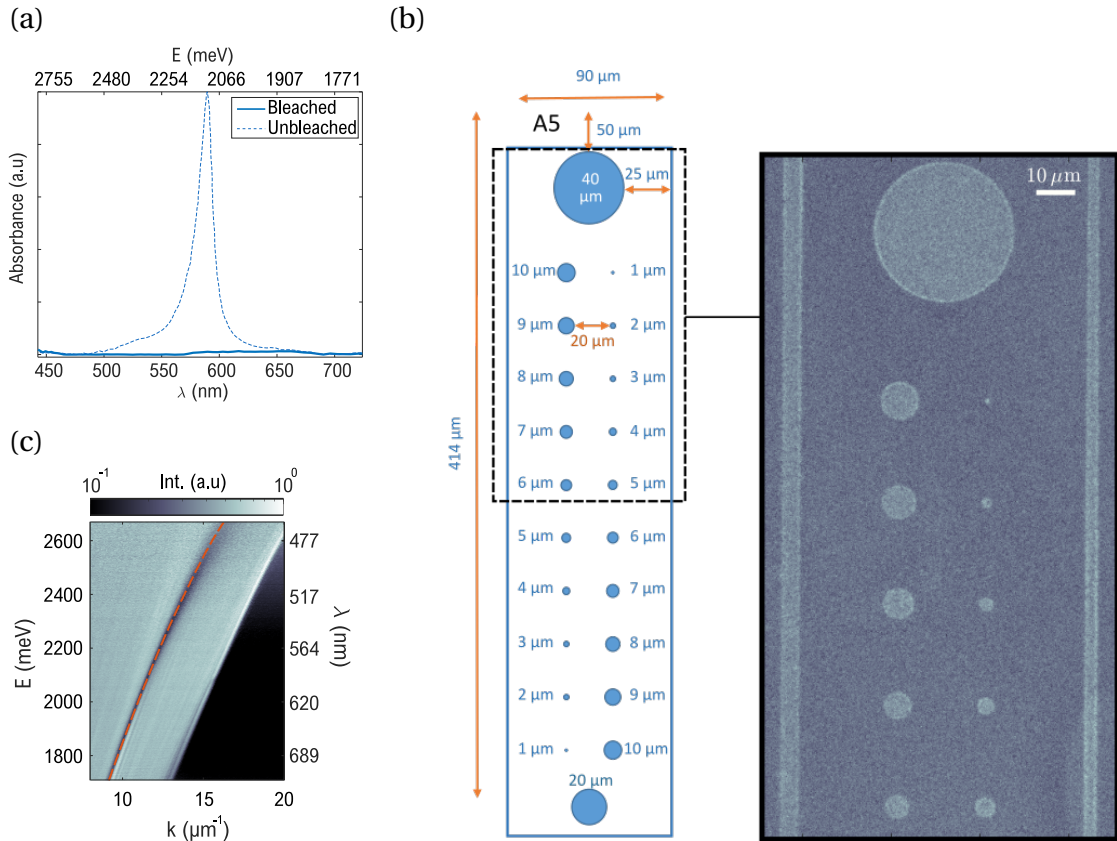 (a)
E (meV)
2755 2480 2254 2066 1907 1771
Bleached
Unbleached
Absorbance (a.u)
450 500 550 600 650 700
λ (nm)
(b)
90 µm
A5
50 µm
40
µm
25 µm
10 µm 1 µm
9 µm 2 µm
20 µm
8 µm 3 µm
7 µm 4 µm
6 µm 5 µm
5 µm 6 µm
4 µm 7 µm
3 µm 8 µm
2 µm 9 µm
1 µm 10 µm
20 µm
414 µm
10 µm
(c)
10⁻¹ Int. (a.u) 10⁰
2600
2400
2200
2000
1800
E (meV)
477
517
564
620
689
λ (nm)
10 15 20
k (µm⁻¹)